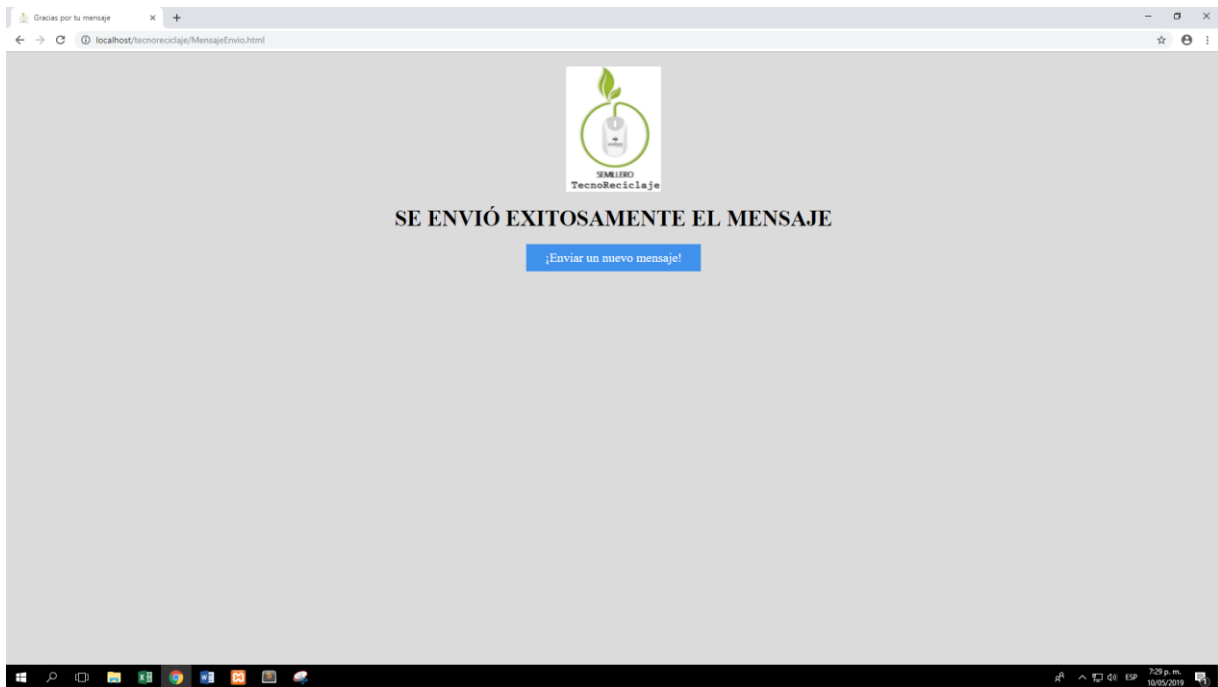 Gracias por tu mensaje
localhost/tecnoreciclaje/MensajeEnvio.html
SEMILLERO
TecnoReciclaje
SE ENVIÓ EXITOSAMENTE EL MENSAJE
¡Enviar un nuevo mensaje!
ESP
7:29 p. m.
10/05/2019